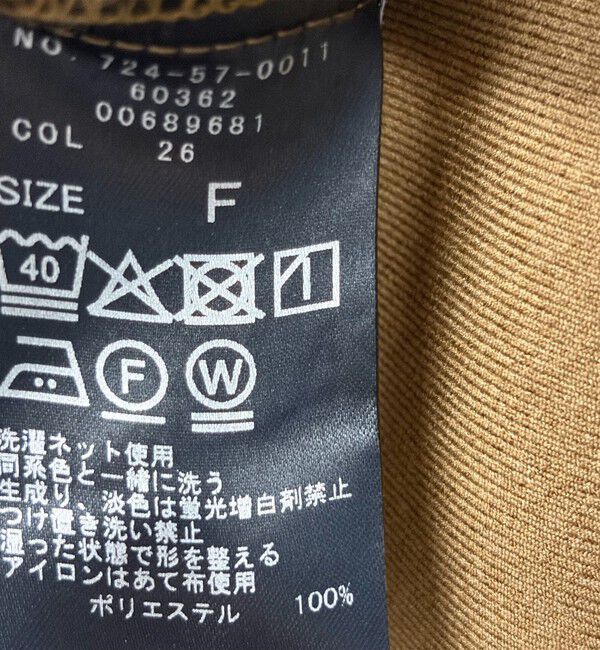 NO. 724-57-0011
60362
00689681
COL 26
SIZE F
40
F W
洗濯ネット使用
同系色と一緒に洗う
生成り、淡色は蛍光増白剤禁止
つけ置き洗い禁止
湿った状態で形を整える
アイロンはあて布使用
ポリエステル 100%